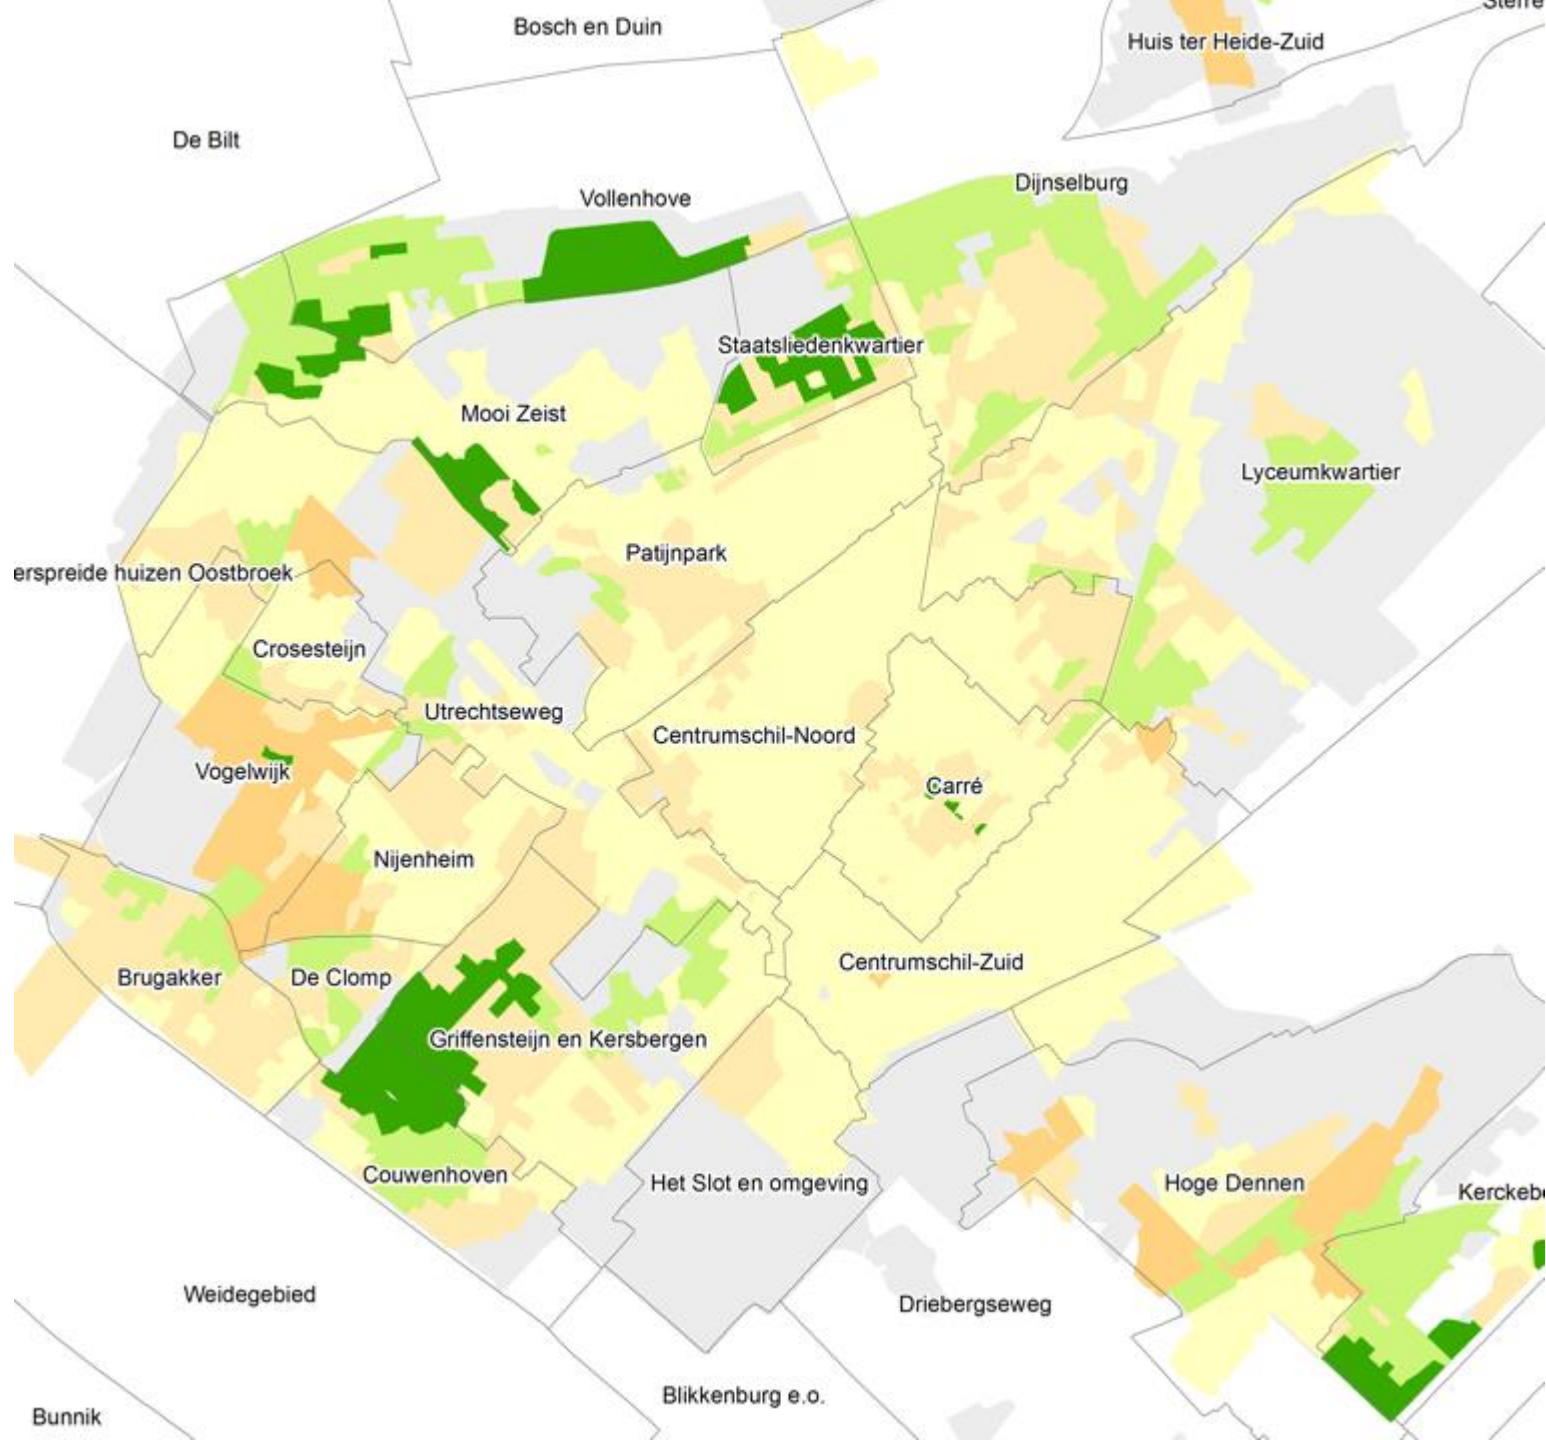 Bosch en Duin
Huis ter Heide-Zuid
De Bilt
Dijnselburg
Vollenhove
Staatsliedenkwartier
Mooi Zeist
Lyceumkwartier
Patijnpark
erspreide huizen Oostbroek
Crosesteijn
Utrechtseweg
Centrumschil-Noord
Vogelwijk
Carré
Nijenheim
Centrumschil-Zuid
Brugakker
De Clomp
Griffensteijn en Kersbergen
Couwenhoven
Het Slot en omgeving
Hoge Dennen
Kerckeb
Weidegebied
Driebergseweg
Blikkenburg e.o.
Bunnik